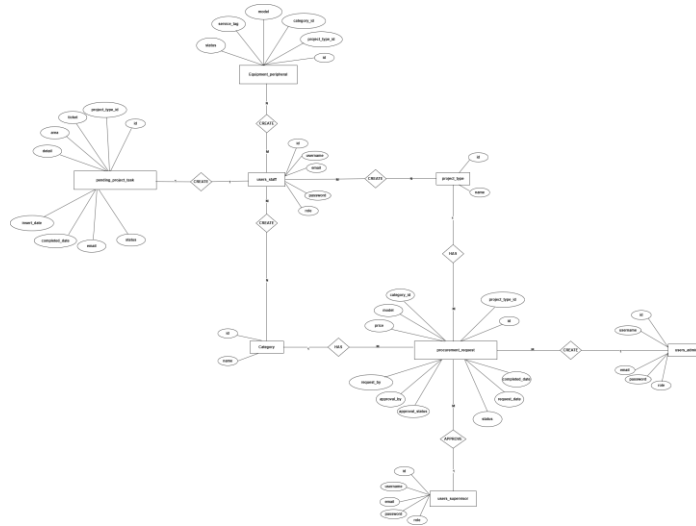 model
service_tag
category_id
status
project_type_id
id
Equipment_peripheral
CREATE
project_type_id
ticket
id
area
email
pending_project_task
CREATE
users_staff
id
username
email
password
role
CREATE
project_type
id
name
insert_date
completed_date
email
status
CREATE
HAS
category_id
project_type_id
model
id
price
id
Category
name
HAS
procurement_request
CREATE
id
username
users_admin
email
password
role
request_by
completed_date
approval_by
request_date
approval_status
status
APPROVE
id
username
users_supervisor
email
password
role